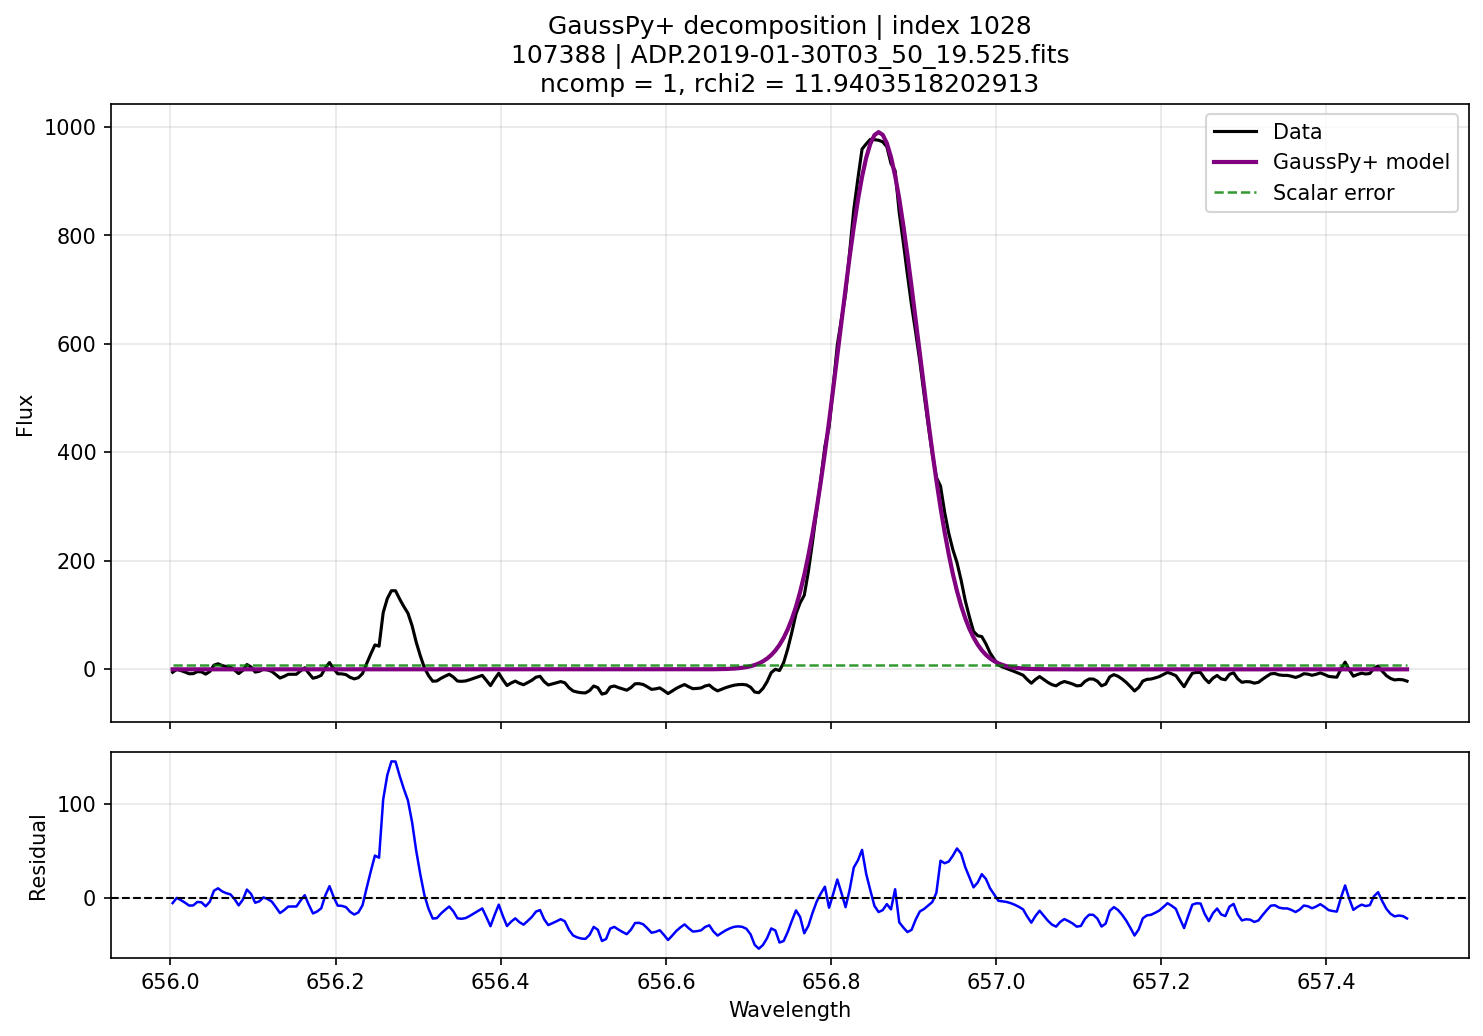 GaussPy+ decomposition | index 1028
107388 | ADP.2019-01-30T03_50_19.525.fits
ncomp = 1, rchi2 = 11.9403518202913
Data
GaussPy+ model
Scalar error
1000
800
600
400
200
0
Flux
100
0
Residual
656.0 656.2 656.4 656.6 656.8 657.0 657.2 657.4
Wavelength